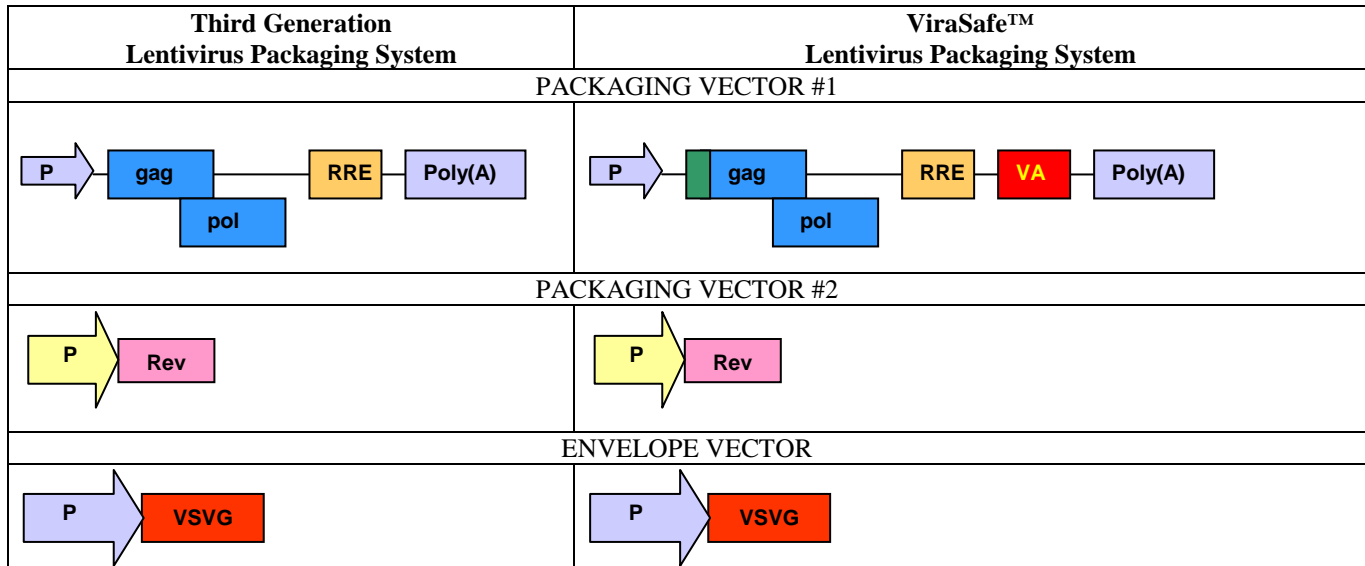 Third Generation
Lentivirus Packaging System
ViraSafe™
Lentivirus Packaging System
PACKAGING VECTOR #1
P gag RRE Poly(A)
pol
P gag RRE VA Poly(A)
pol
PACKAGING VECTOR #2
P Rev
P Rev
ENVELOPE VECTOR
P VSVG
P VSVG